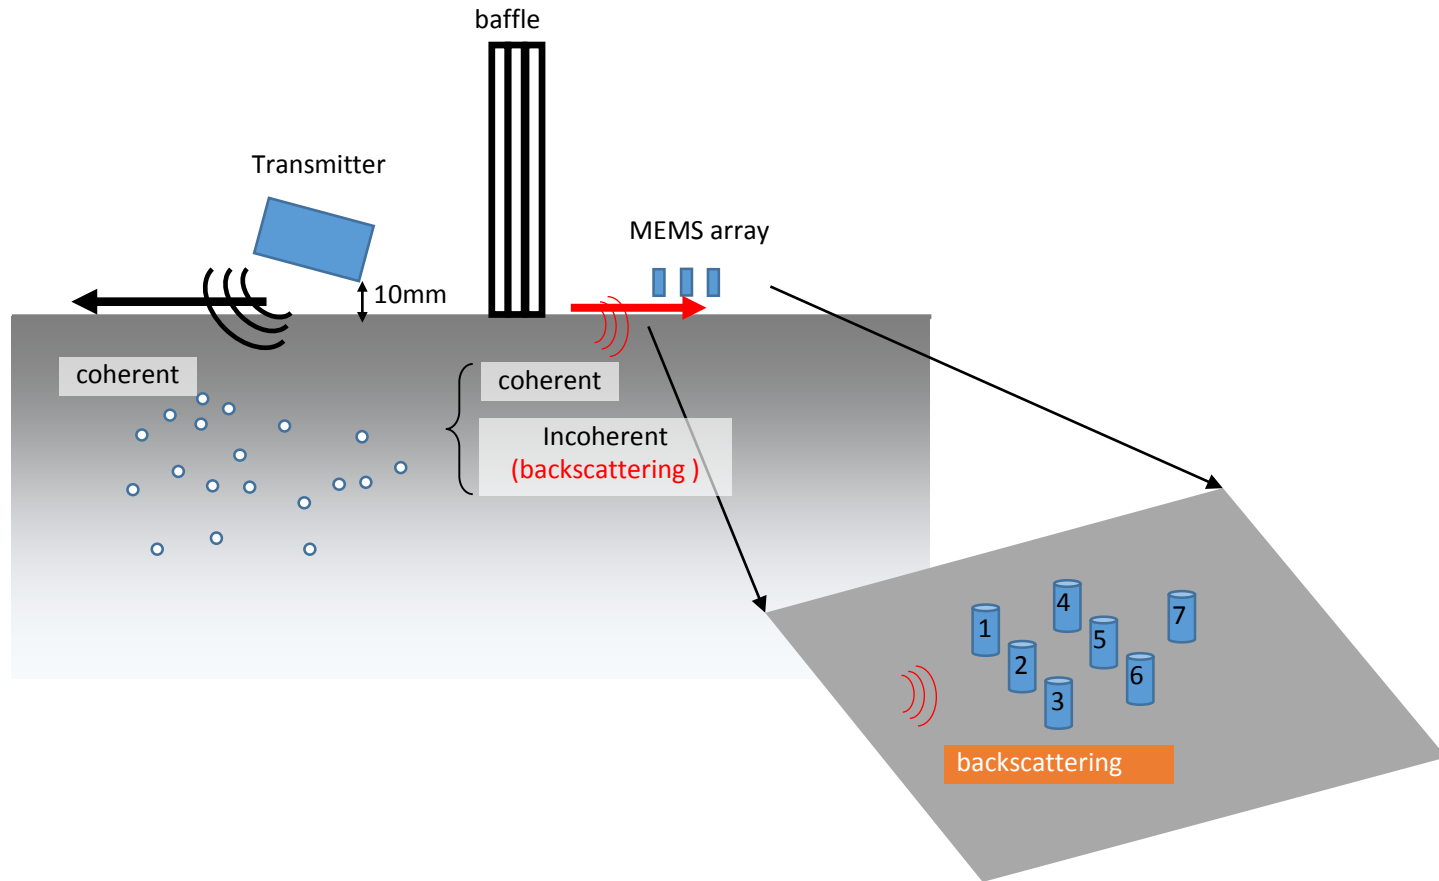 baffle
Transmitter
MEMS array
10mm
coherent
coherent
Incoherent
(backscattering )
4
7
1
5
2
6
3
backscattering